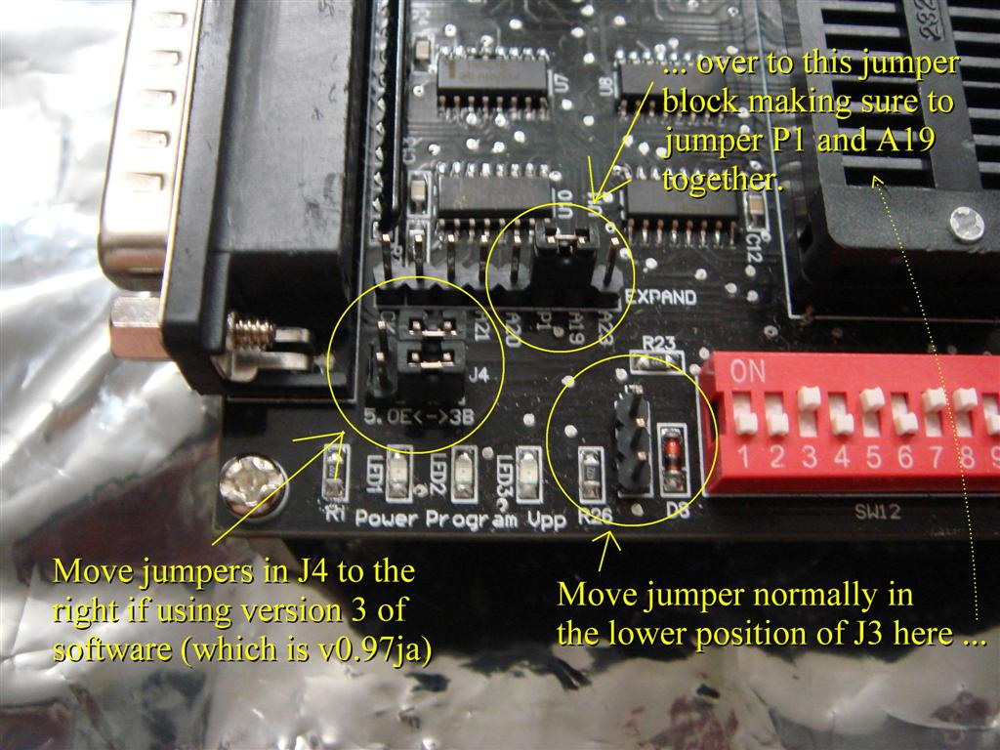 U7
U8
... over to this jumper
block making sure to
jumper P1 and A19
together.
U10
C12
EXPAND
A21
A20
P1
A19
A23
R23
J4
5.0E<->3B
ON
1 2 3 4 5 6 7 8 9
SW12
LED1
LED2
LED3
R1 Power Program Vpp R26
D6
Move jumpers in J4 to the
right if using version 3 of
software (which is v0.97ja)
Move jumper normally in
the lower position of J3 here ...